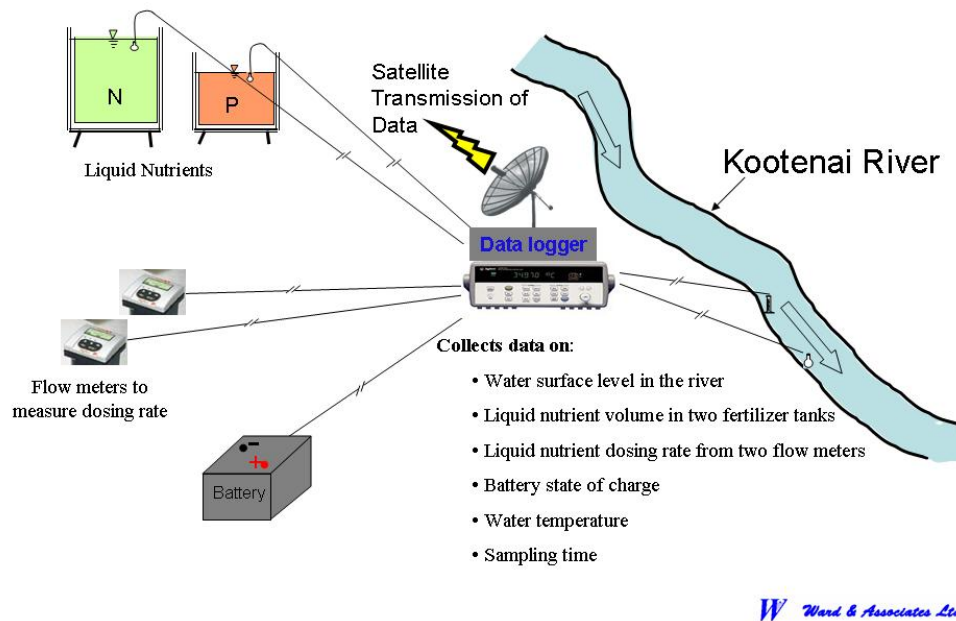 N
P
Liquid Nutrients
Satellite
Transmission of
Data
Kootenai River
Data logger
Flow meters to
measure dosing rate
Battery
Collects data on:
• Water surface level in the river
• Liquid nutrient volume in two fertilizer tanks
• Liquid nutrient dosing rate from two flow meters
• Battery state of charge
• Water temperature
• Sampling time
W Ward & Associates Ltd